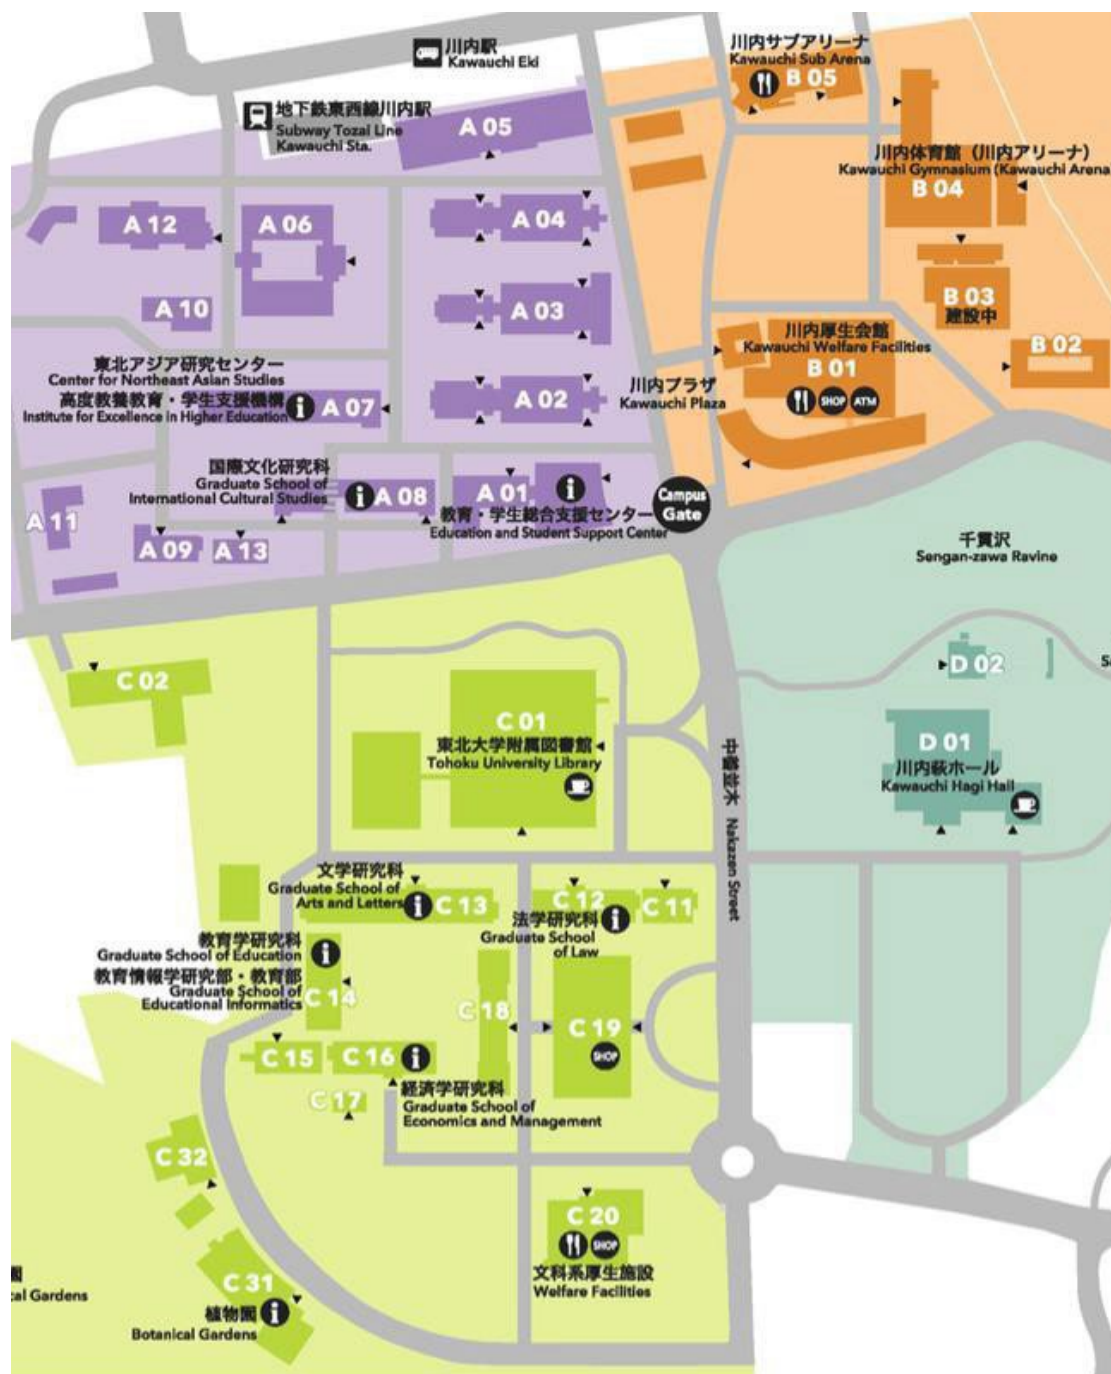 川内駅
Kawauchi Eki
川内サブアリーナ
Kawauchi Sub Arena
B 05
地下鉄東西線川内駅
Subway Tozai Line
Kawauchi Sta.
A 05
川内体育館（川内アリーナ）
Kawauchi Gymnasium (Kawauchi Arena
B 04
A 12
A 06
A 04
A 10
A 03
B 03
建設中
川内厚生会館
Kawauchi Welfare Facilities
B 01
SHOP
ATM
B 02
東北アジア研究センター
Center for Northeast Asian Studies
高度教養教育・学生支援機構
Institute for Excellence in Higher Education
A 07
A 02
川内プラザ
Kawauchi Plaza
国際文化研究科
Graduate School of
International Cultural Studies
A 08
A 01
教育・学生総合支援センター
Education and Student Support Center
Campus
Gate
A 11
A 09
A 13
千貫沢
Sengan-zawa Ravine
C 02
D 02
C 01
東北大学附属図書館
Tohoku University Library
D 01
川内萩ホール
Kawauchi Hagi Hall
中善並木 Nakazen Street
文学研究科
Graduate School of
Arts and Letters
C 13
C 12
法学研究科
Graduate School
of Law
C 11
教育学研究科
Graduate School of Education
教育情報学研究部・教育部
Graduate School of
Educational Informatics
C 14
C 18
C 19
SHOP
C 15
C 16
経済学研究科
Graduate School of
Economics and Management
C 17
C 32
C 20
SHOP
文科系厚生施設
Welfare Facilities
園
cal Gardens
C 31
植物園
Botanical Gardens